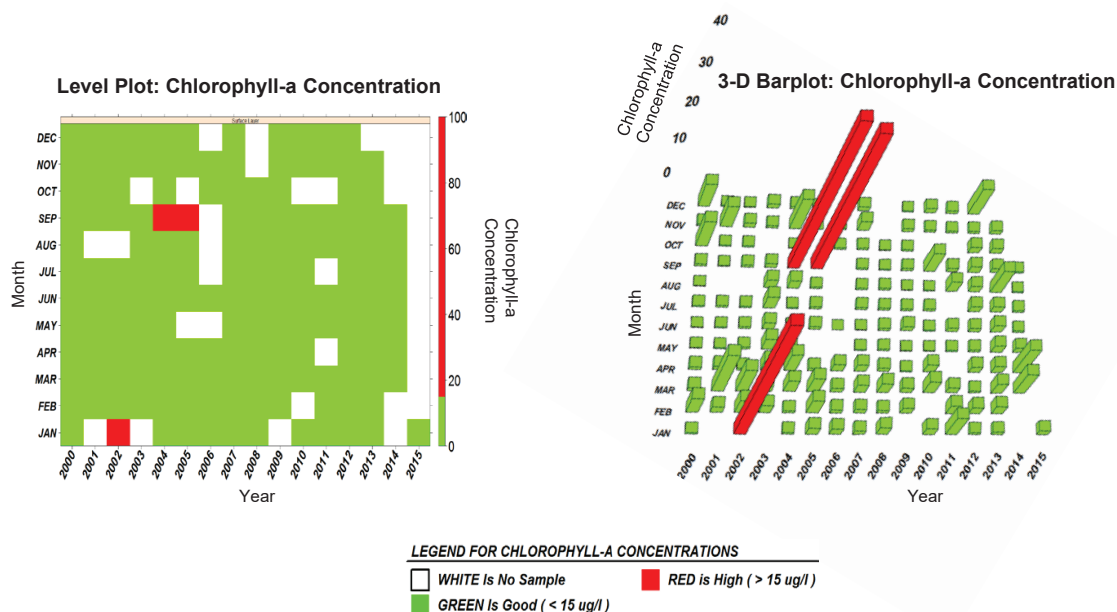 Level Plot: Chlorophyll-a Concentration
Surface Layer
DEC
NOV
OCT
SEP
AUG
JUL
JUN
MAY
APR
MAR
FEB
JAN
Month
2000 2001 2002 2003 2004 2005 2006 2007 2008 2009 2010 2011 2012 2013 2014 2015
Year
100
80
60
40
20
0
Chlorophyll-a
Concentration
3-D Barplot: Chlorophyll-a Concentration
40
30
20
10
0
Chlorophyll-a
Concentration
DEC
NOV
OCT
SEP
AUG
JUL
JUN
MAY
APR
MAR
FEB
JAN
Month
2000 2001 2002 2003 2004 2005 2006 2007 2008 2009 2010 2011 2012 2013 2014 2015
Year
LEGEND FOR CHLOROPHYLL-A CONCENTRATIONS
WHITE Is No Sample
RED is High ( > 15 ug/l )
GREEN Is Good ( < 15 ug/l )